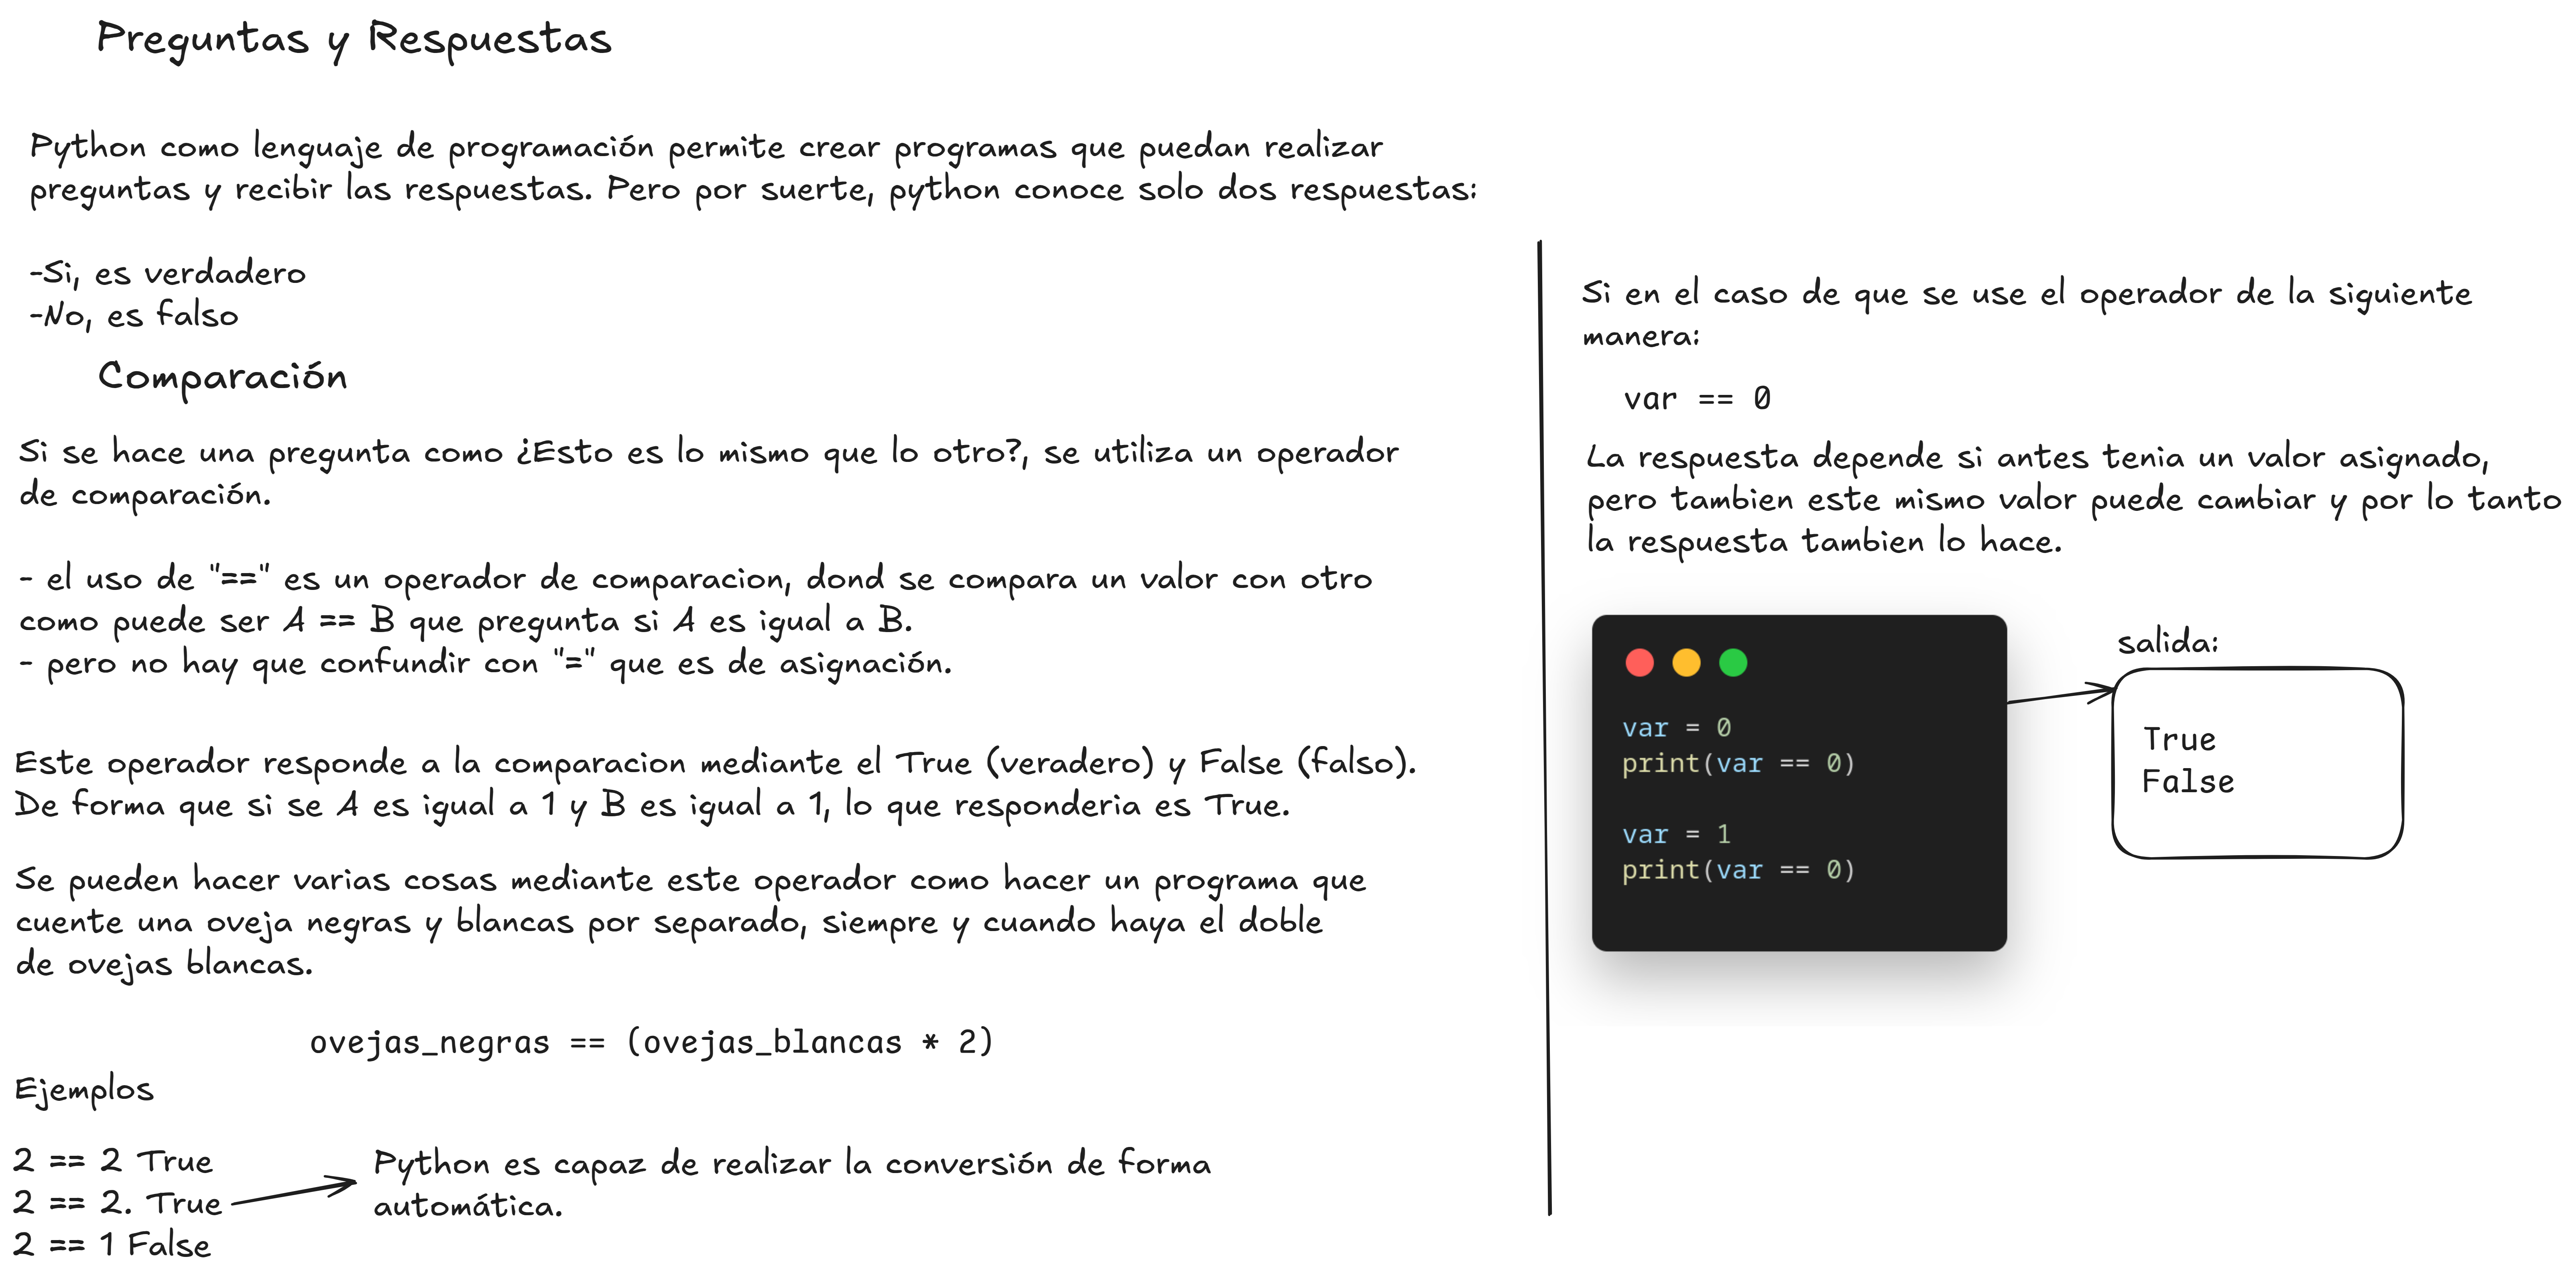 Preguntas y Respuestas
Python como lenguaje de programación permite crear programas que puedan realizar
preguntas y recibir las respuestas. Pero por suerte, python conoce solo dos respuestas:
-Si, es verdadero
-No, es falso
Comparación
Si se hace una pregunta como ¿Esto es lo mismo que lo otro?, se utiliza un operador
de comparación.
- el uso de "==" es un operador de comparacion, dond se compara un valor con otro
como puede ser A == B que pregunta si A es igual a B.
- pero no hay que confundir con "=" que es de asignación.
Este operador responde a la comparacion mediante el True (veradero) y False (falso).
De forma que si se A es igual a 1 y B es igual a 1, lo que responderia es True.
Se pueden hacer varias cosas mediante este operador como hacer un programa que
cuente una oveja negras y blancas por separado, siempre y cuando haya el doble
de ovejas blancas.
ovejas_negras == (ovejas_blancas * 2)
Ejemplos
2 == 2 True
2 == 2. True
2 == 1 False
Python es capaz de realizar la conversión de forma
automática.
Si en el caso de que se use el operador de la siguiente
manera:
var == 0
La respuesta depende si antes tenia un valor asignado,
pero tambien este mismo valor puede cambiar y por lo tanto
la respuesta tambien lo hace.
var = 0
print(var == 0)
var = 1
print(var == 0)
salida:
True
False